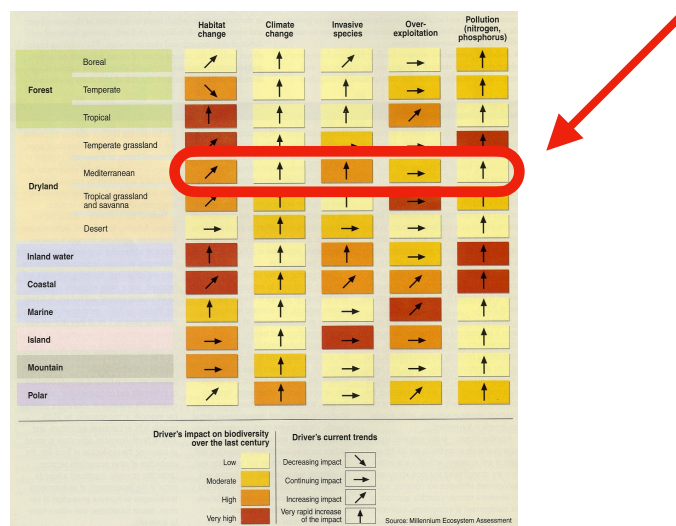 Habitat
change
Climate
change
Invasive
species
Over-
exploitation
Pollution
(nitrogen,
phosphorus)
Forest
Boreal
Temperate
Tropical
Dryland
Temperate grassland
Mediterranean
Tropical grassland
and savanna
Desert
Inland water
Coastal
Marine
Island
Mountain
Polar
Driver's impact on biodiversity
over the last century
Low
Moderate
High
Very high
Driver's current trends
Decreasing impact
Continuing impact
Increasing impact
Very rapid increase
of the impact
Source: Millennium Ecosystem Assessment